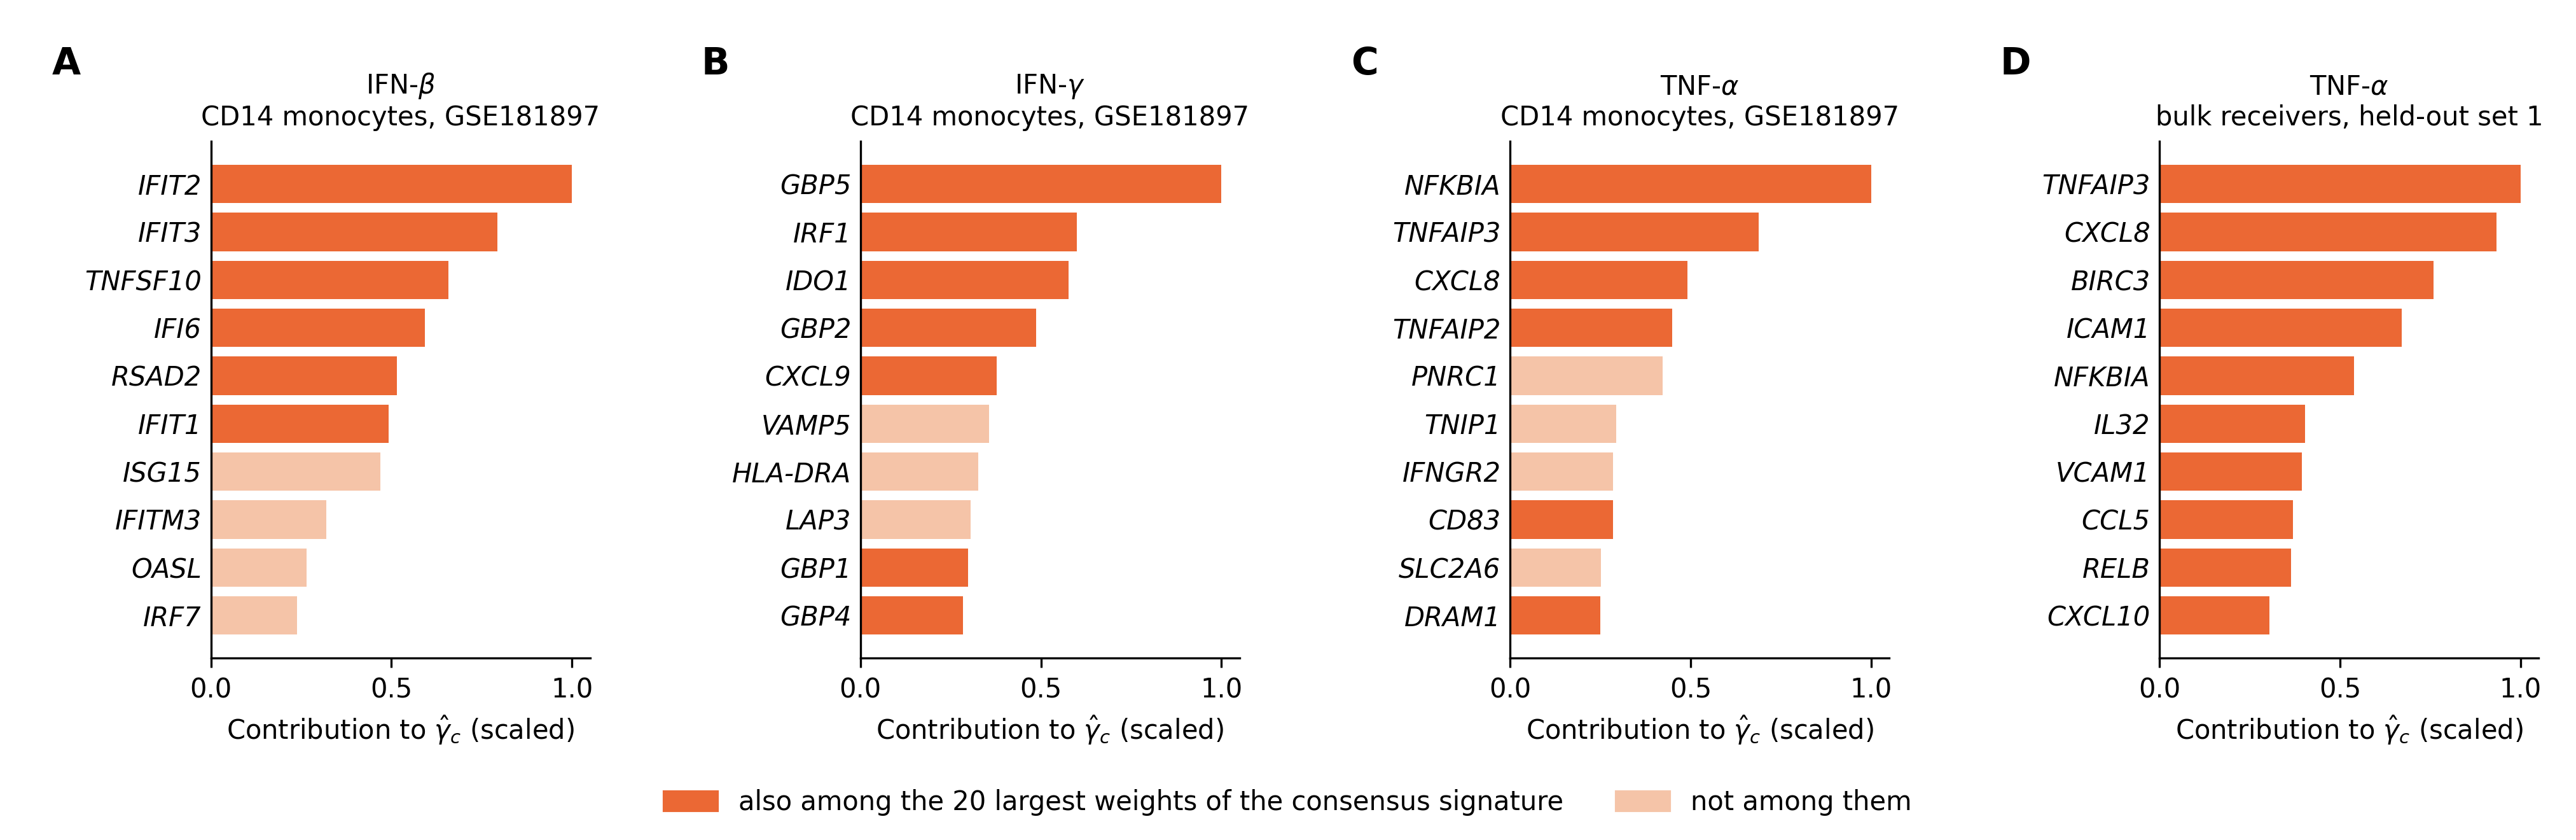 A
IFN-β
CD14 monocytes, GSE181897
IFIT2
IFIT3
TNFSF10
IFI6
RSAD2
IFIT1
ISG15
IFITM3
OASL
IRF7
0.0 0.5 1.0
Contribution to γ̂c (scaled)
B
IFN-γ
CD14 monocytes, GSE181897
GBP5
IRF1
IDO1
GBP2
CXCL9
VAMP5
HLA-DRA
LAP3
GBP1
GBP4
0.0 0.5 1.0
Contribution to γ̂c (scaled)
C
TNF-α
CD14 monocytes, GSE181897
NFKBIA
TNFAIP3
CXCL8
TNFAIP2
PNRC1
TNIP1
IFNGR2
CD83
SLC2A6
DRAM1
0.0 0.5 1.0
Contribution to γ̂c (scaled)
D
TNF-α
bulk receivers, held-out set 1
TNFAIP3
CXCL8
BIRC3
ICAM1
NFKBIA
IL32
VCAM1
CCL5
RELB
CXCL10
0.0 0.5 1.0
Contribution to γ̂c (scaled)
also among the 20 largest weights of the consensus signature
not among them